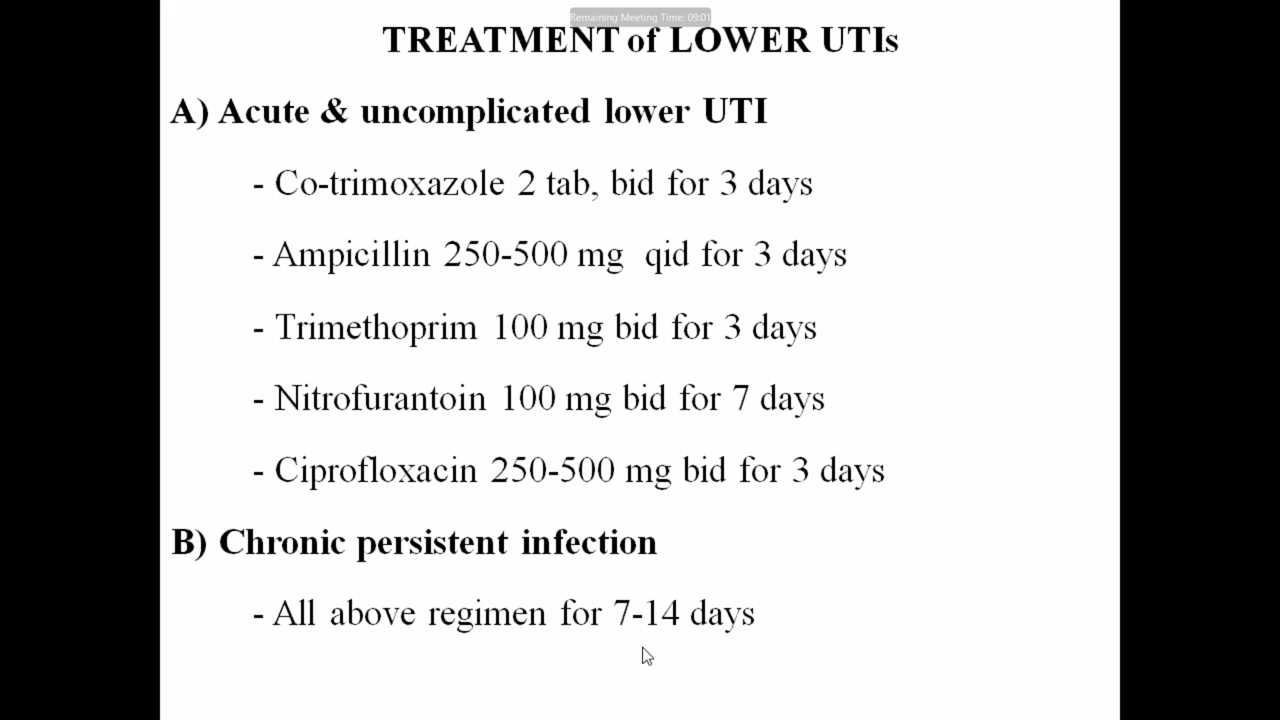 Remaining Meeting Time: 09:01
TREATMENT of LOWER UTIs
A) Acute & uncomplicated lower UTI
- Co-trimoxazole 2 tab, bid for 3 days
- Ampicillin 250-500 mg qid for 3 days
- Trimethoprim 100 mg bid for 3 days
- Nitrofurantoin 100 mg bid for 7 days
- Ciprofloxacin 250-500 mg bid for 3 days
B) Chronic persistent infection
- All above regimen for 7-14 days